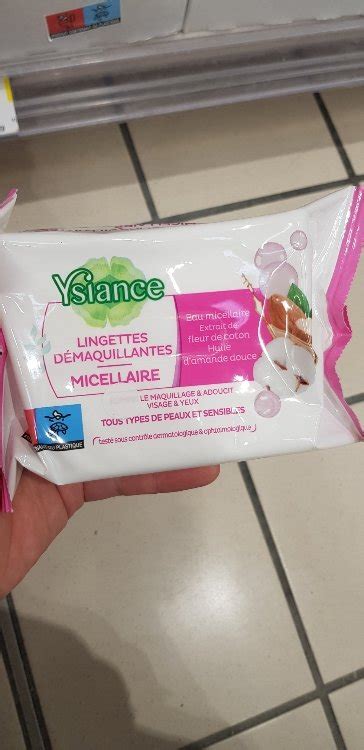 Ysiance
LINGETTES
DÉMAQUILLANTES
MICELLAIRE
Eau micellaire
Extrait de
fleur de coton
Huile
d'amande douce
LE MAQUILLAGE & ADOUCIT
VISAGE & YEUX
TOUS TYPES DE PEAUX ET SENSIBLES
testé sous contrôle dermatologique & ophtalmologique
PLASTIQUE